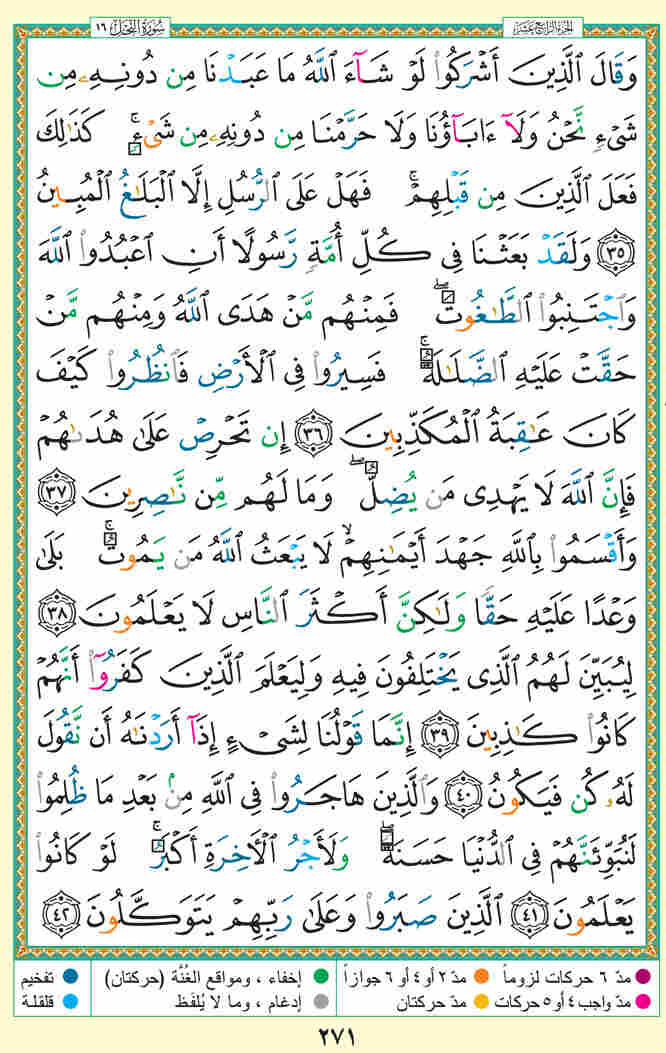 الجزء الرابع عشر
سورة النحل ١٦
وَقَالَ ٱلَّذِينَ أَشْرَكُوا۟ لَوْ شَآءَ ٱللَّهُ مَا عَبَدْنَا مِن دُونِهِۦ مِن
شَىْءٍ نَّحْنُ وَلَآ ءَابَآؤُنَا وَلَا حَرَّمْنَا مِن دُونِهِۦ مِن شَىْءٍ ۚ كَذَٰلِكَ
فَعَلَ ٱلَّذِينَ مِن قَبْلِهِمْ ۚ فَهَلْ عَلَى ٱلرُّسُلِ إِلَّا ٱلْبَلَٰغُ ٱلْمُبِينُ
٣٥ وَلَقَدْ بَعَثْنَا فِى كُلِّ أُمَّةٍ رَّسُولًا أَنِ ٱعْبُدُوا۟ ٱللَّهَ
وَٱجْتَنِبُوا۟ ٱلطَّٰغُوتَ ۖ فَمِنْهُم مَّنْ هَدَى ٱللَّهُ وَمِنْهُم مَّنْ
حَقَّتْ عَلَيْهِ ٱلضَّلَٰلَةُ ۚ فَسِيرُوا۟ فِى ٱلْأَرْضِ فَٱنظُرُوا۟ كَيْفَ
كَانَ عَٰقِبَةُ ٱلْمُكَذِّبِينَ ٣٦ إِن تَحْرِصْ عَلَىٰ هُدَىٰهُمْ
فَإِنَّ ٱللَّهَ لَا يَهْدِى مَن يُضِلُّ ۖ وَمَا لَهُم مِّن نَّٰصِرِينَ ٣٧
وَأَقْسَمُوا۟ بِٱللَّهِ جَهْدَ أَيْمَٰنِهِمْ ۙ لَا يَبْعَثُ ٱللَّهُ مَن يَمُوتُ ۚ بَلَىٰ
وَعْدًا عَلَيْهِ حَقًّا وَلَٰكِنَّ أَكْثَرَ ٱلنَّاسِ لَا يَعْلَمُونَ ٣٨
لِيُبَيِّنَ لَهُمُ ٱلَّذِى يَخْتَلِفُونَ فِيهِ وَلِيَعْلَمَ ٱلَّذِينَ كَفَرُوٓا۟ أَنَّهُمْ
كَانُوا۟ كَٰذِبِينَ ٣٩ إِنَّمَا قَوْلُنَا لِشَىْءٍ إِذَآ أَرَدْنَٰهُ أَن نَّقُولَ
لَهُۥ كُن فَيَكُونُ ٤٠ وَٱلَّذِينَ هَاجَرُوا۟ فِى ٱللَّهِ مِنۢ بَعْدِ مَا ظُلِمُوا۟
لَنُبَوِّئَنَّهُمْ فِى ٱلدُّنْيَا حَسَنَةً ۖ وَلَأَجْرُ ٱلْـَٔاخِرَةِ أَكْبَرُ ۚ لَوْ كَانُوا۟
يَعْلَمُونَ ٤١ ٱلَّذِينَ صَبَرُوا۟ وَعَلَىٰ رَبِّهِمْ يَتَوَكَّلُونَ ٤٢
مدّ ٦ حركات لزوماً مدّ ٢ أو ٤ أو ٦ جوازاً إخفاء ، ومواقع الغُنَّة (حركتان) تفخيم
مدّ واجب ٤ أو ٥ حركات مدّ حركتان إدغام ، وما لا يُلفَظ قلقلة
٢٧١